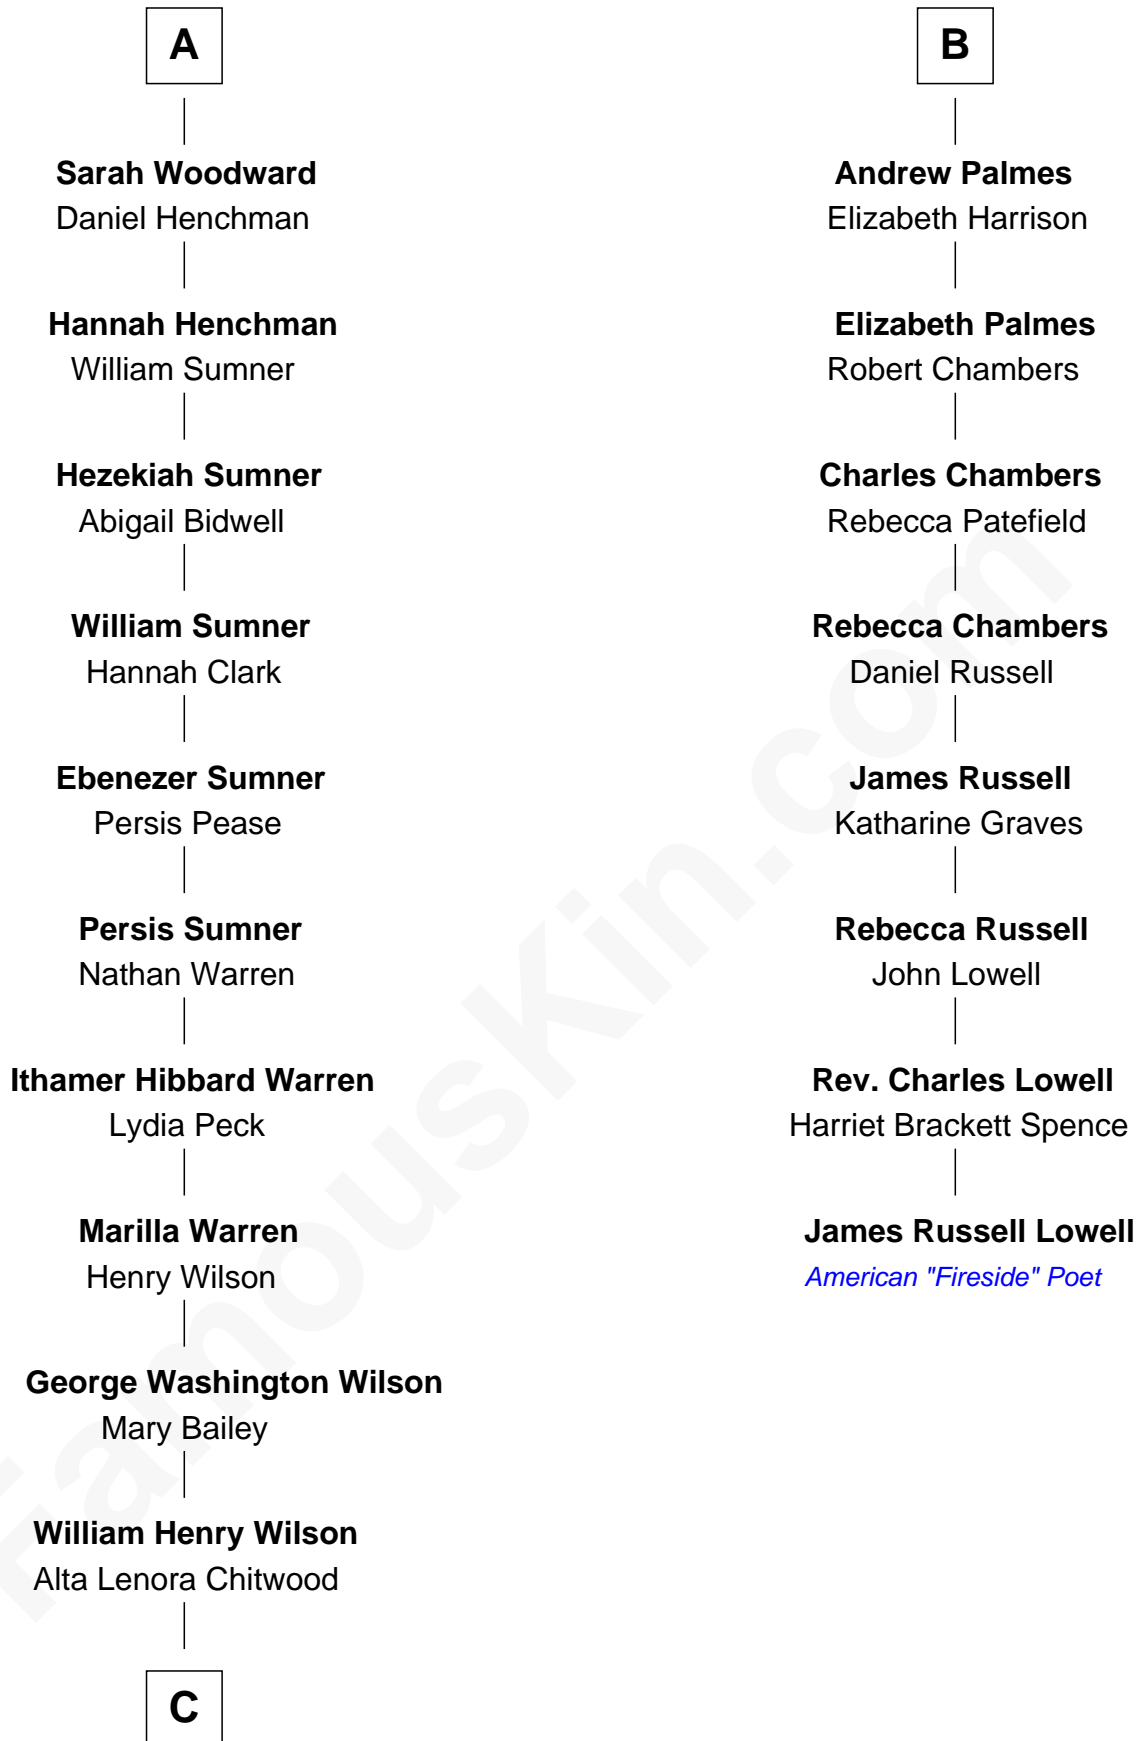 A
Sarah Woodward
Daniel Henchman
Hannah Henchman
William Sumner
Hezekiah Sumner
Abigail Bidwell
William Sumner
Hannah Clark
Ebenezer Sumner
Persis Pease
Persis Sumner
Nathan Warren
Ithamer Hibbard Warren
Lydia Peck
Marilla Warren
Henry Wilson
George Washington Wilson
Mary Bailey
William Henry Wilson
Alta Lenora Chitwood
C
B
Andrew Palmes
Elizabeth Harrison
Elizabeth Palmes
Robert Chambers
Charles Chambers
Rebecca Patefield
Rebecca Chambers
Daniel Russell
James Russell
Katharine Graves
Rebecca Russell
John Lowell
Rev. Charles Lowell
Harriet Brackett Spence
James Russell Lowell
American "Fireside" Poet
FamousKin.com